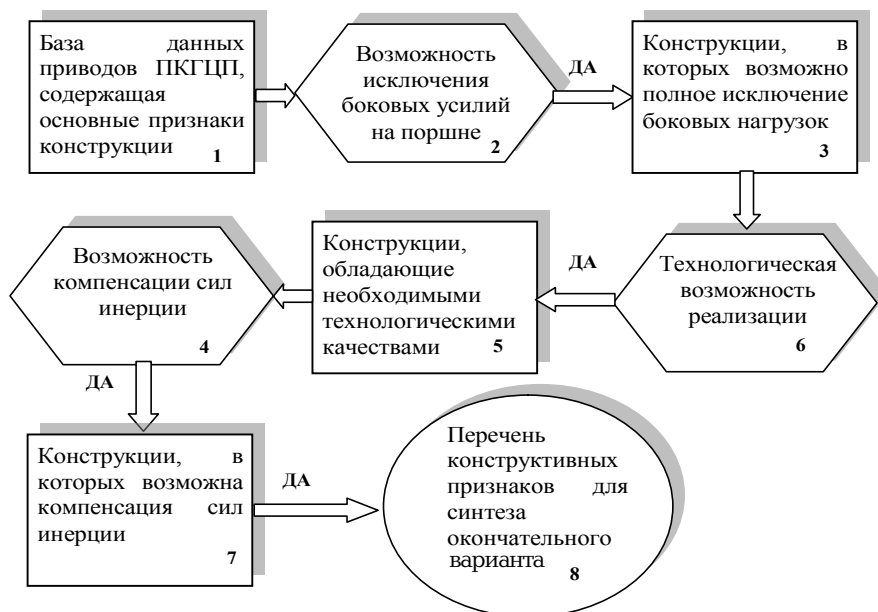 База данных
приводов ПКГЦП,
содержащая
основные признаки
конструкции
1
Возможность
исключения
боковых усилий
на поршне
2
ДА
Конструкции, в
которых возможно
полное исключение
боковых нагрузок
3
Возможность
компенсации сил
инерции
4
Конструкции,
обладающие
необходимыми
технологическими
качествами
5
ДА
Технологическая
возможность
реализации
6
ДА
Конструкции, в
которых возможна
компенсация сил
инерции
7
ДА
Перечень
конструктивных
признаков для
синтеза
окончательного
варианта
8